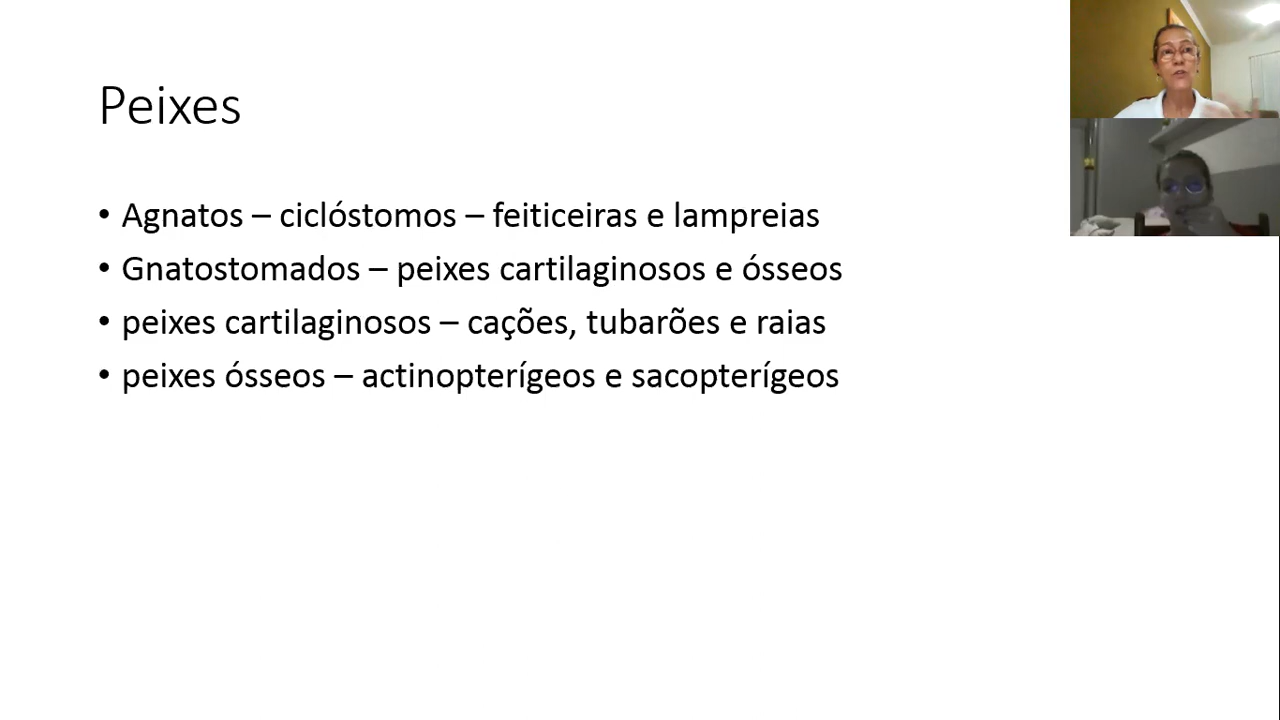 Peixes
• Agnatos – ciclóstomos – feiticeiras e lampreias
• Gnatostomados – peixes cartilaginosos e ósseos
• peixes cartilaginosos – cações, tubarões e raias
• peixes ósseos – actinopterígeos e sacopterígeos